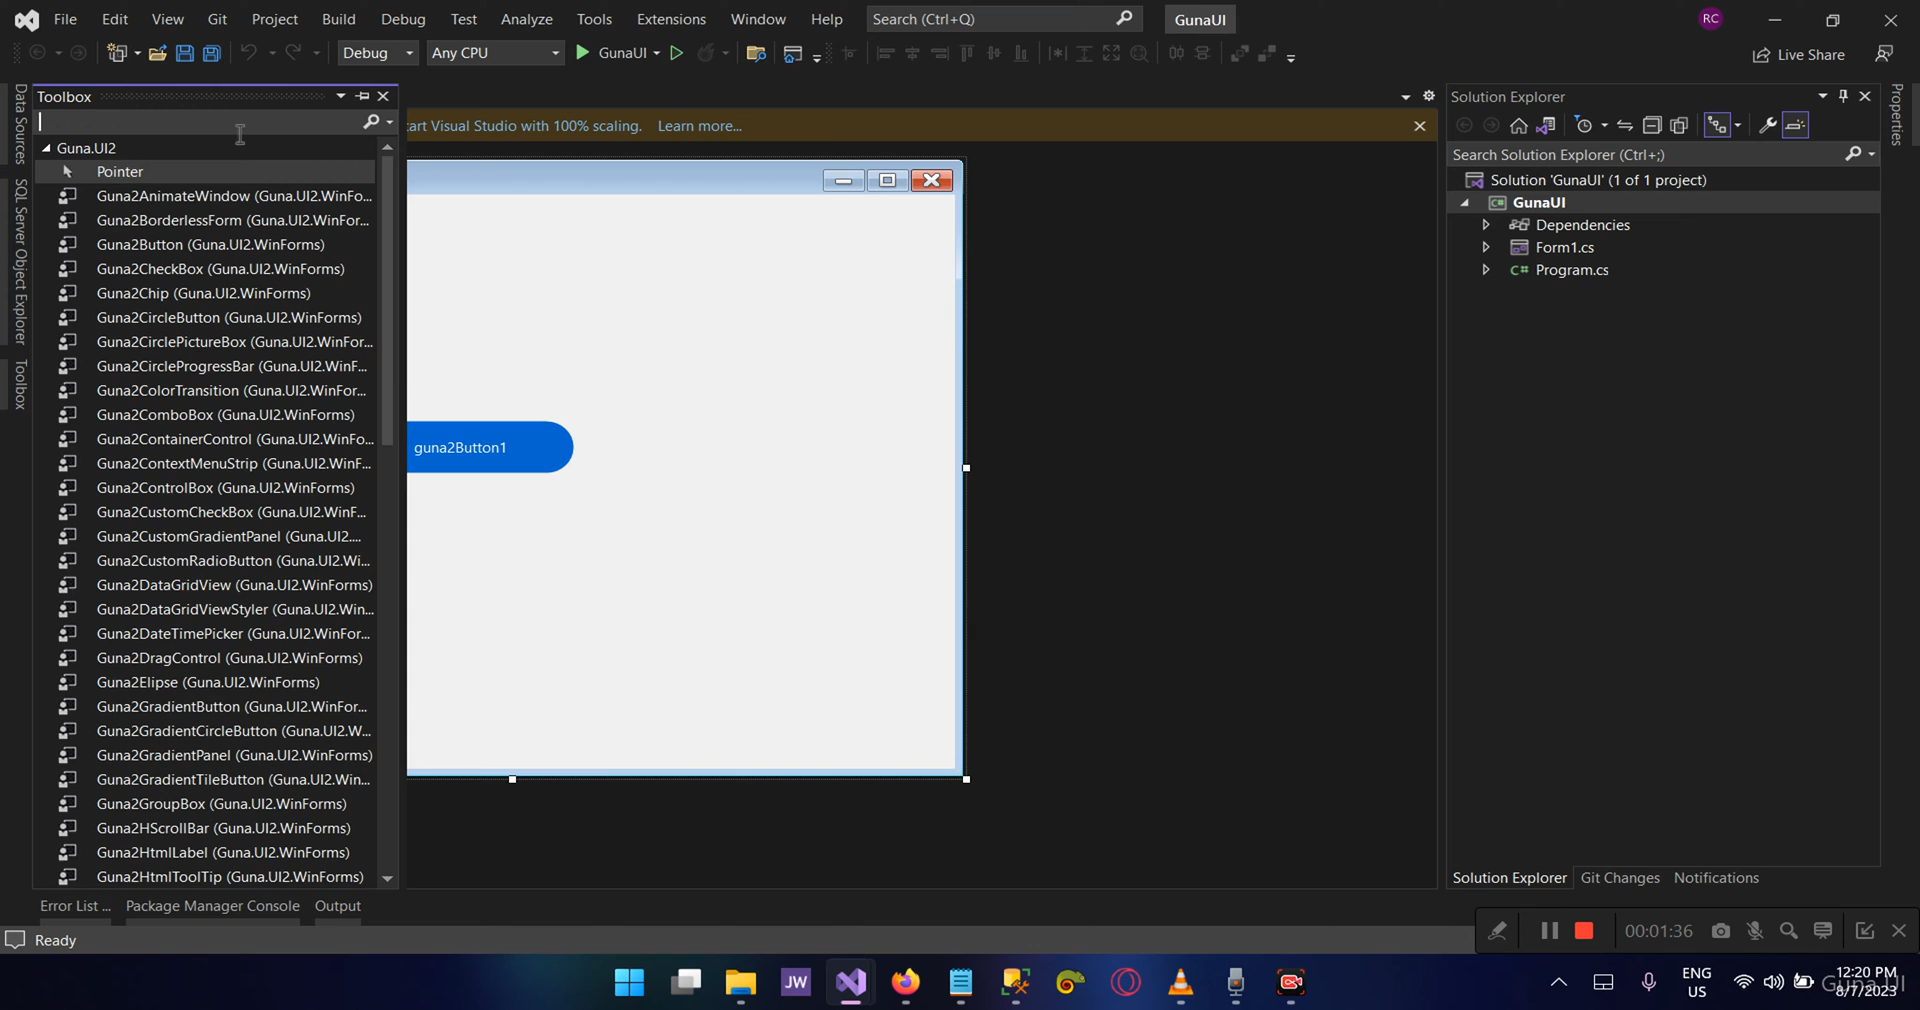 File Edit View Git Project Build Debug Test Analyze Tools Extensions Window Help Search (Ctrl+Q) GunaUI RC
Debug Any CPU GunaUI Live Share
Toolbox
Data Sources
SQL Server Object Explorer
Toolbox
Guna.UI2
Pointer
Guna2AnimateWindow (Guna.UI2.WinFo...
Guna2BorderlessForm (Guna.UI2.WinFor...
Guna2Button (Guna.UI2.WinForms)
Guna2CheckBox (Guna.UI2.WinForms)
Guna2Chip (Guna.UI2.WinForms)
Guna2CircleButton (Guna.UI2.WinForms)
Guna2CirclePictureBox (Guna.UI2.WinFor...
Guna2CircleProgressBar (Guna.UI2.WinF...
Guna2ColorTransition (Guna.UI2.WinFor...
Guna2ComboBox (Guna.UI2.WinForms)
Guna2ContainerControl (Guna.UI2.WinFo...
Guna2ContextMenuStrip (Guna.UI2.WinF...
Guna2ControlBox (Guna.UI2.WinForms)
Guna2CustomCheckBox (Guna.UI2.WinF...
Guna2CustomGradientPanel (Guna.UI2....
Guna2CustomRadioButton (Guna.UI2.Wi...
Guna2DataGridView (Guna.UI2.WinForms)
Guna2DataGridViewStyler (Guna.UI2.Win...
Guna2DateTimePicker (Guna.UI2.WinFor...
Guna2DragControl (Guna.UI2.WinForms)
Guna2Elipse (Guna.UI2.WinForms)
Guna2GradientButton (Guna.UI2.WinFor...
Guna2GradientCircleButton (Guna.UI2.W...
Guna2GradientPanel (Guna.UI2.WinForms)
Guna2GradientTileButton (Guna.UI2.Win...
Guna2GroupBox (Guna.UI2.WinForms)
Guna2HScrollBar (Guna.UI2.WinForms)
Guna2HtmlLabel (Guna.UI2.WinForms)
Guna2HtmlToolTip (Guna.UI2.WinForms)
tart Visual Studio with 100% scaling. Learn more...
guna2Button1
Solution Explorer
Search Solution Explorer (Ctrl+;)
Solution 'GunaUI' (1 of 1 project)
C# GunaUI
Dependencies
Form1.cs
C# Program.cs
Properties
Solution Explorer Git Changes Notifications
Error List ... Package Manager Console Output
Ready
00:01:36
JW
ENG
US
12:20 PM
8/7/2023
Guna UI